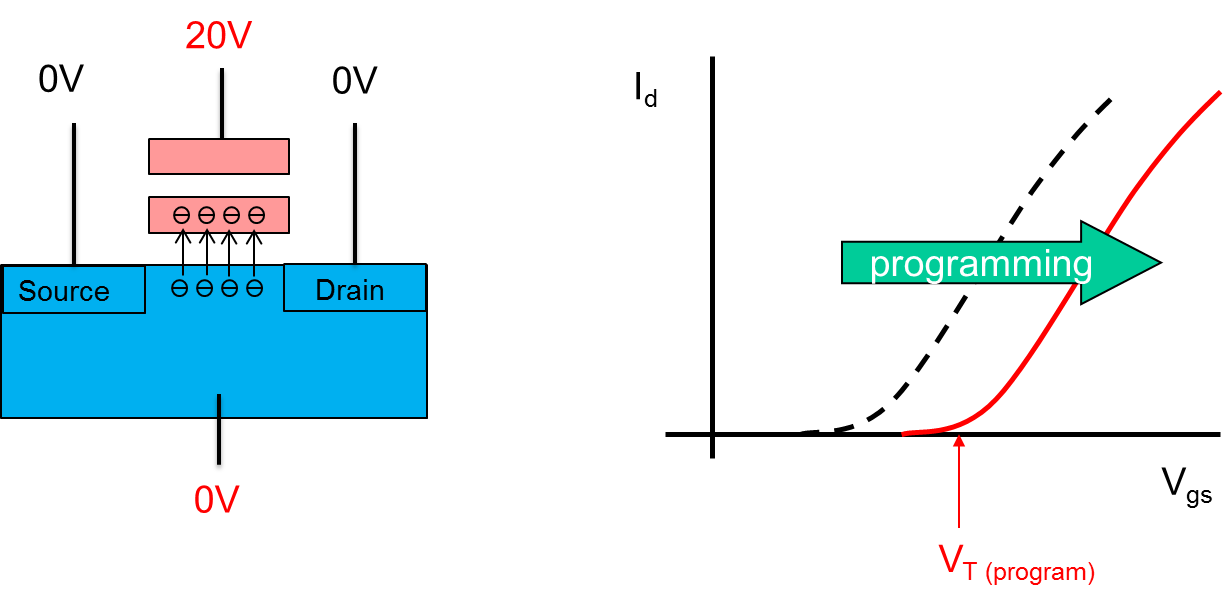 20V
0V
0V
Source
Drain
0V
Id
programming
Vgs
VT (program)